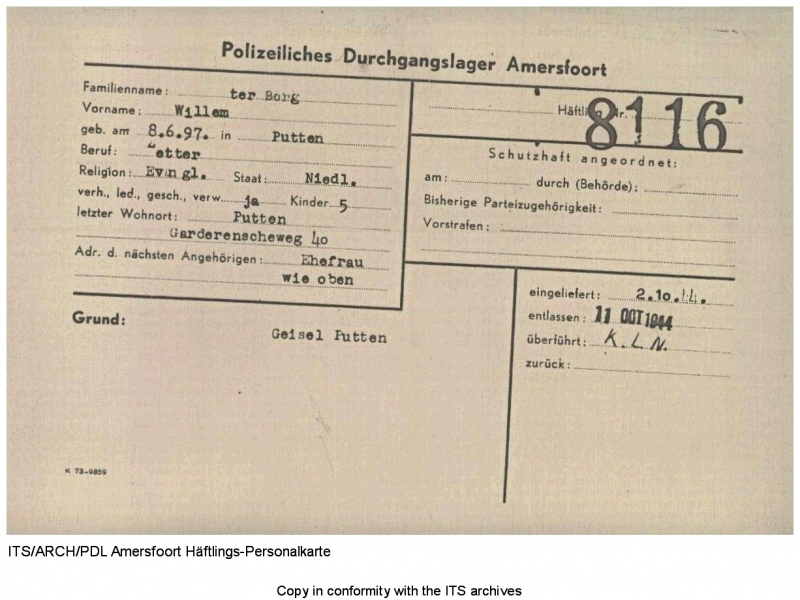 Polizeiliches Durchgangslager Amersfoort
Familienname: ter Borg
Vorname: Willem
geb. am 8.6.97. in Putten
Beruf: etter
Religion: Evngl. Staat: Niedl.
verh., led., gesch., verw. ja Kinder 5
letzter Wohnort: Putten
Garderenscheweg 40
Adr. d. nächsten Angehörigen: Ehefrau
wie oben
Häftling Nr. 8116
Schutzhaft angeordnet:
am: durch (Behörde):
Bisherige Parteizugehörigkeit:
Vorstrafen:
Grund:
Geisel Putten
eingeliefert: 2.10.44.
entlassen: 11 OCT 1944
überführt: K.L.N.
zurück:
K 73-9859
ITS/ARCH/PDL Amersfoort Häftlings-Personalkarte
Copy in conformity with the ITS archives